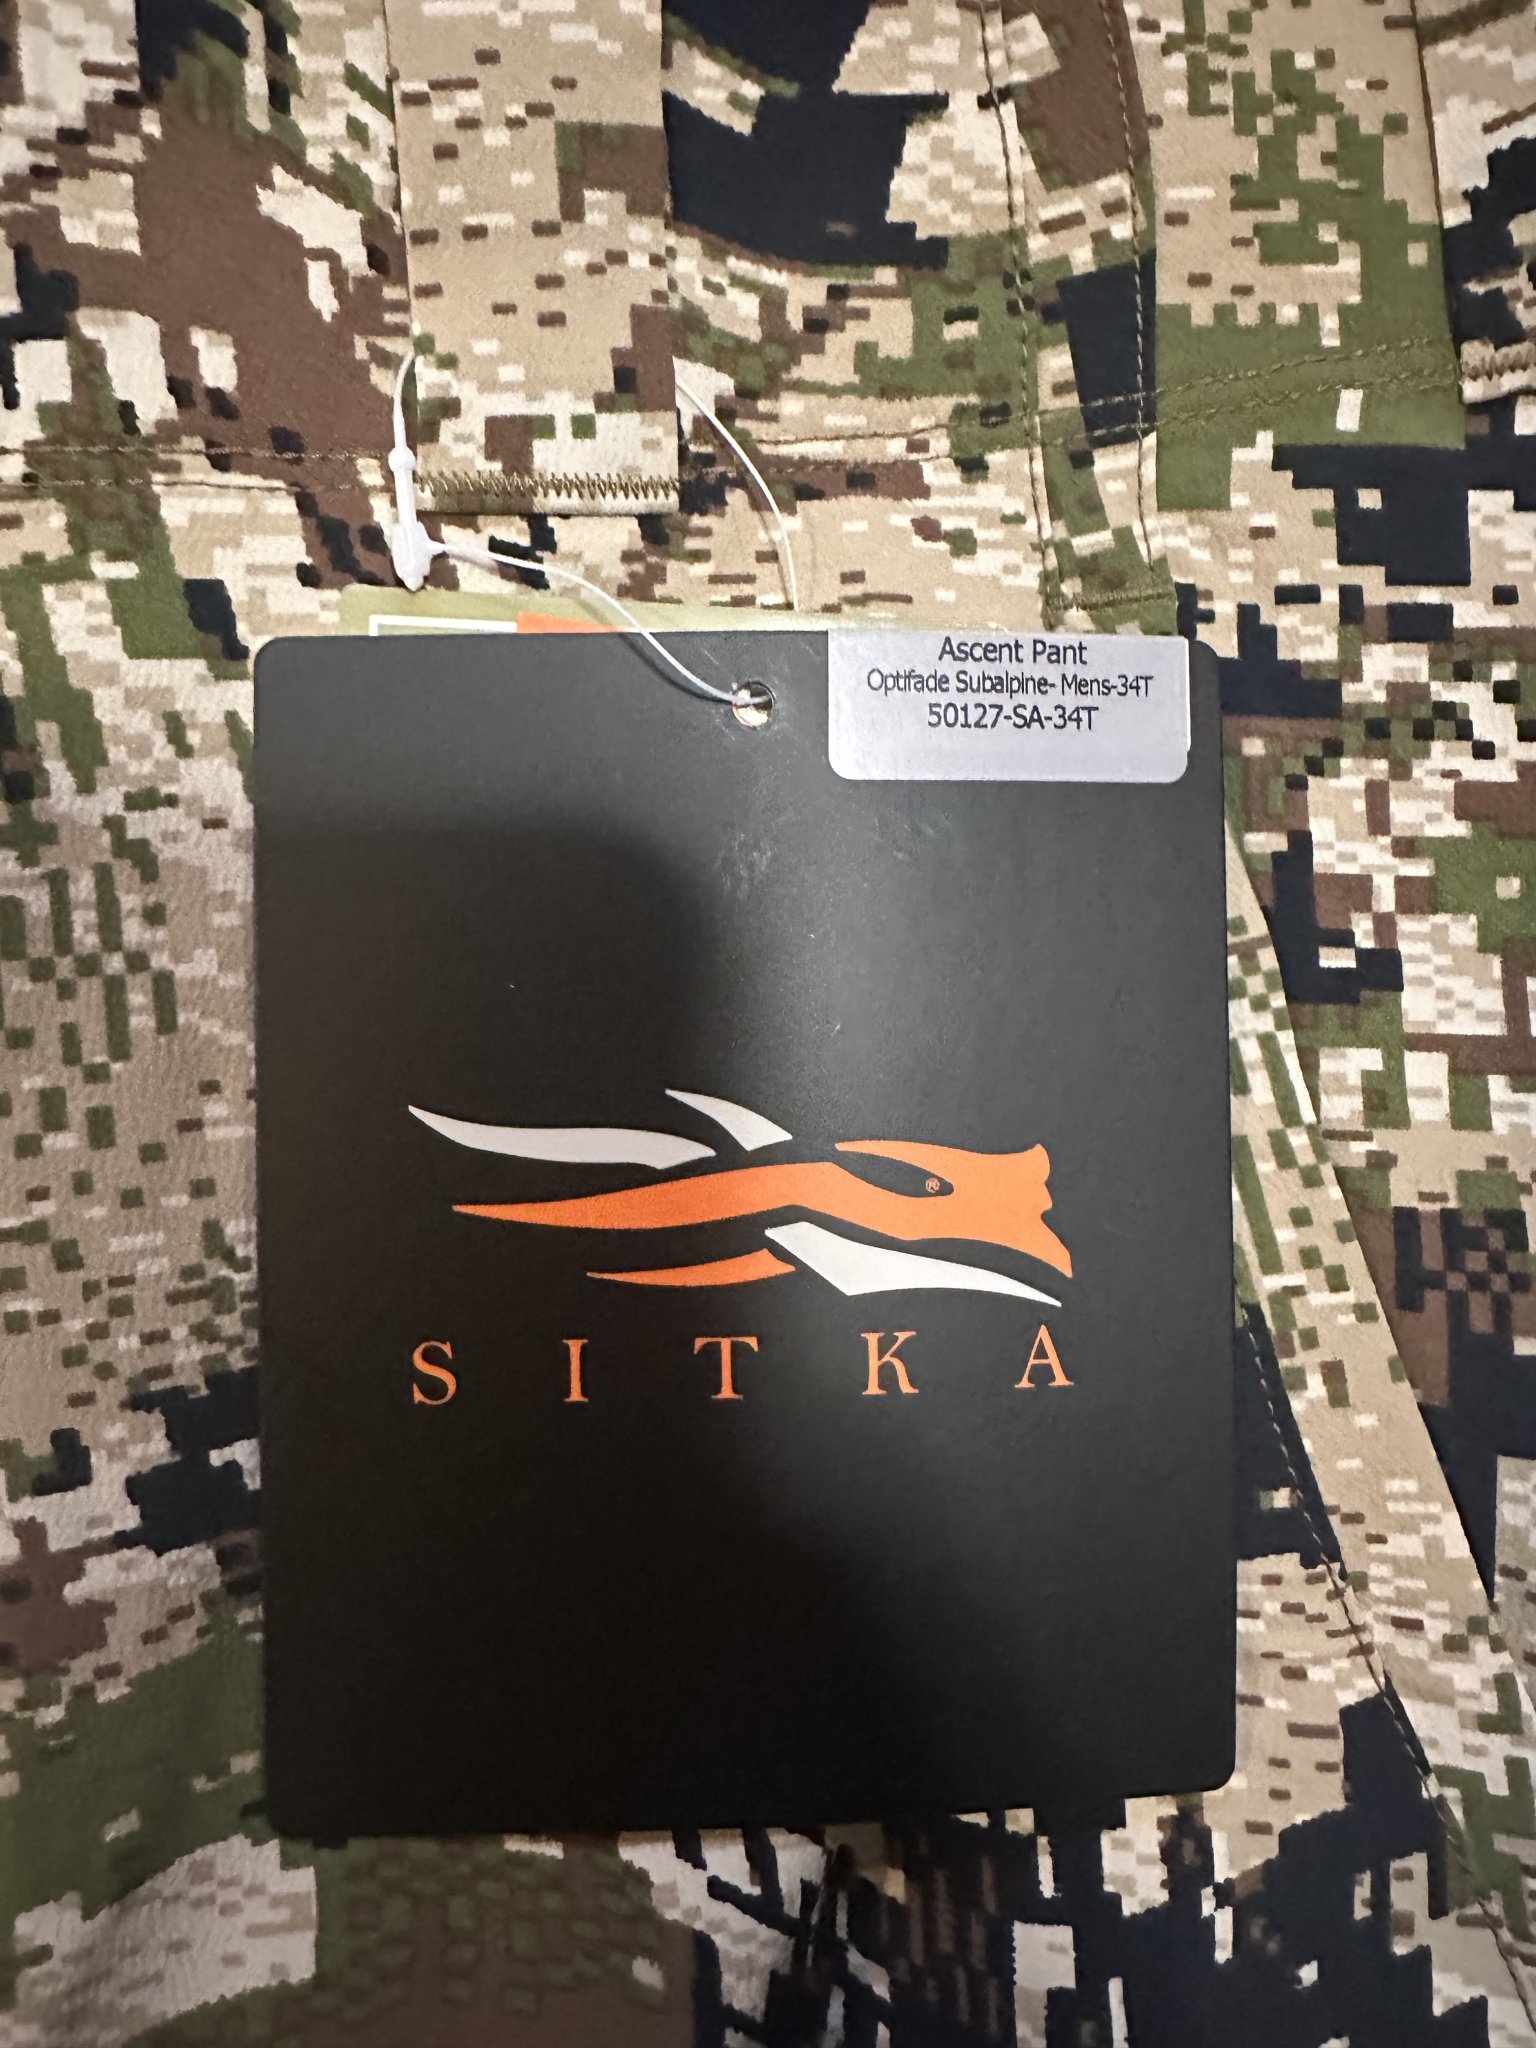 Ascent Pant
Optifade Subalpine- Mens-34T
50127-SA-34T
SITKA